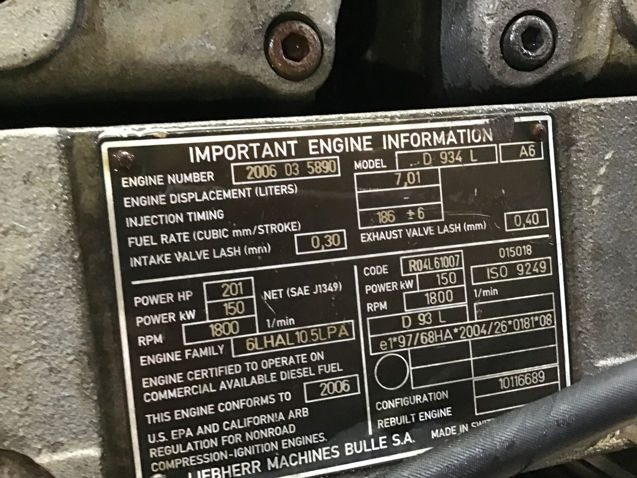 IMPORTANT ENGINE INFORMATION
ENGINE NUMBER 2006 03 5890 MODEL D 934 L A6
ENGINE DISPLACEMENT (LITERS) 7,01
INJECTION TIMING -
FUEL RATE (CUBIC mm/STROKE) 186 ±6
INTAKE VALVE LASH (mm) 0,30 EXHAUST VALVE LASH (mm) 0,40
POWER HP 201 NET (SAE J1349)
POWER kW 150
RPM 1800 1/min
ENGINE FAMILY 6LHAL10.5LPA
ENGINE CERTIFIED TO OPERATE ON
COMMERCIAL AVAILABLE DIESEL FUEL
THIS ENGINE CONFORMS TO 2006
U.S. EPA AND CALIFORNIA ARB
REGULATION FOR NONROAD
COMPRESSION-IGNITION ENGINES.
CODE R04L61007 015018
POWER kW 150 ISO 9249
RPM 1800 1/min
D 93 L
e1*97/68HA*2004/26*0181*08
CONFIGURATION 10116689
REBUILT ENGINE
LIEBHERR MACHINES BULLE S.A. MADE IN